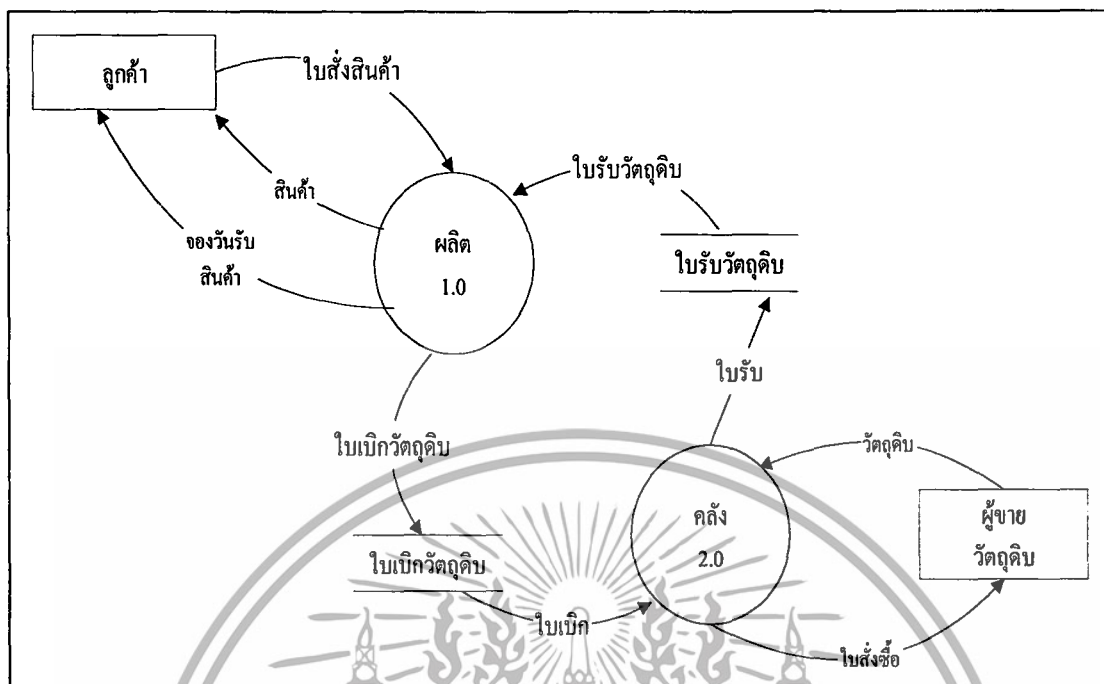 ลูกค้า
ใบสั่งสินค้า
ใบรับวัตถุดิบ
สินค้า
ผลิต
1.0
จองวันรับ
สินค้า
ใบรับวัตถุดิบ
ใบรับ
ใบเบิกวัตถุดิบ
วัตถุดิบ
คลัง
2.0
ผู้ขาย
วัตถุดิบ
ใบเบิกวัตถุดิบ
ใบเบิก
ใบสั่งซื้อ